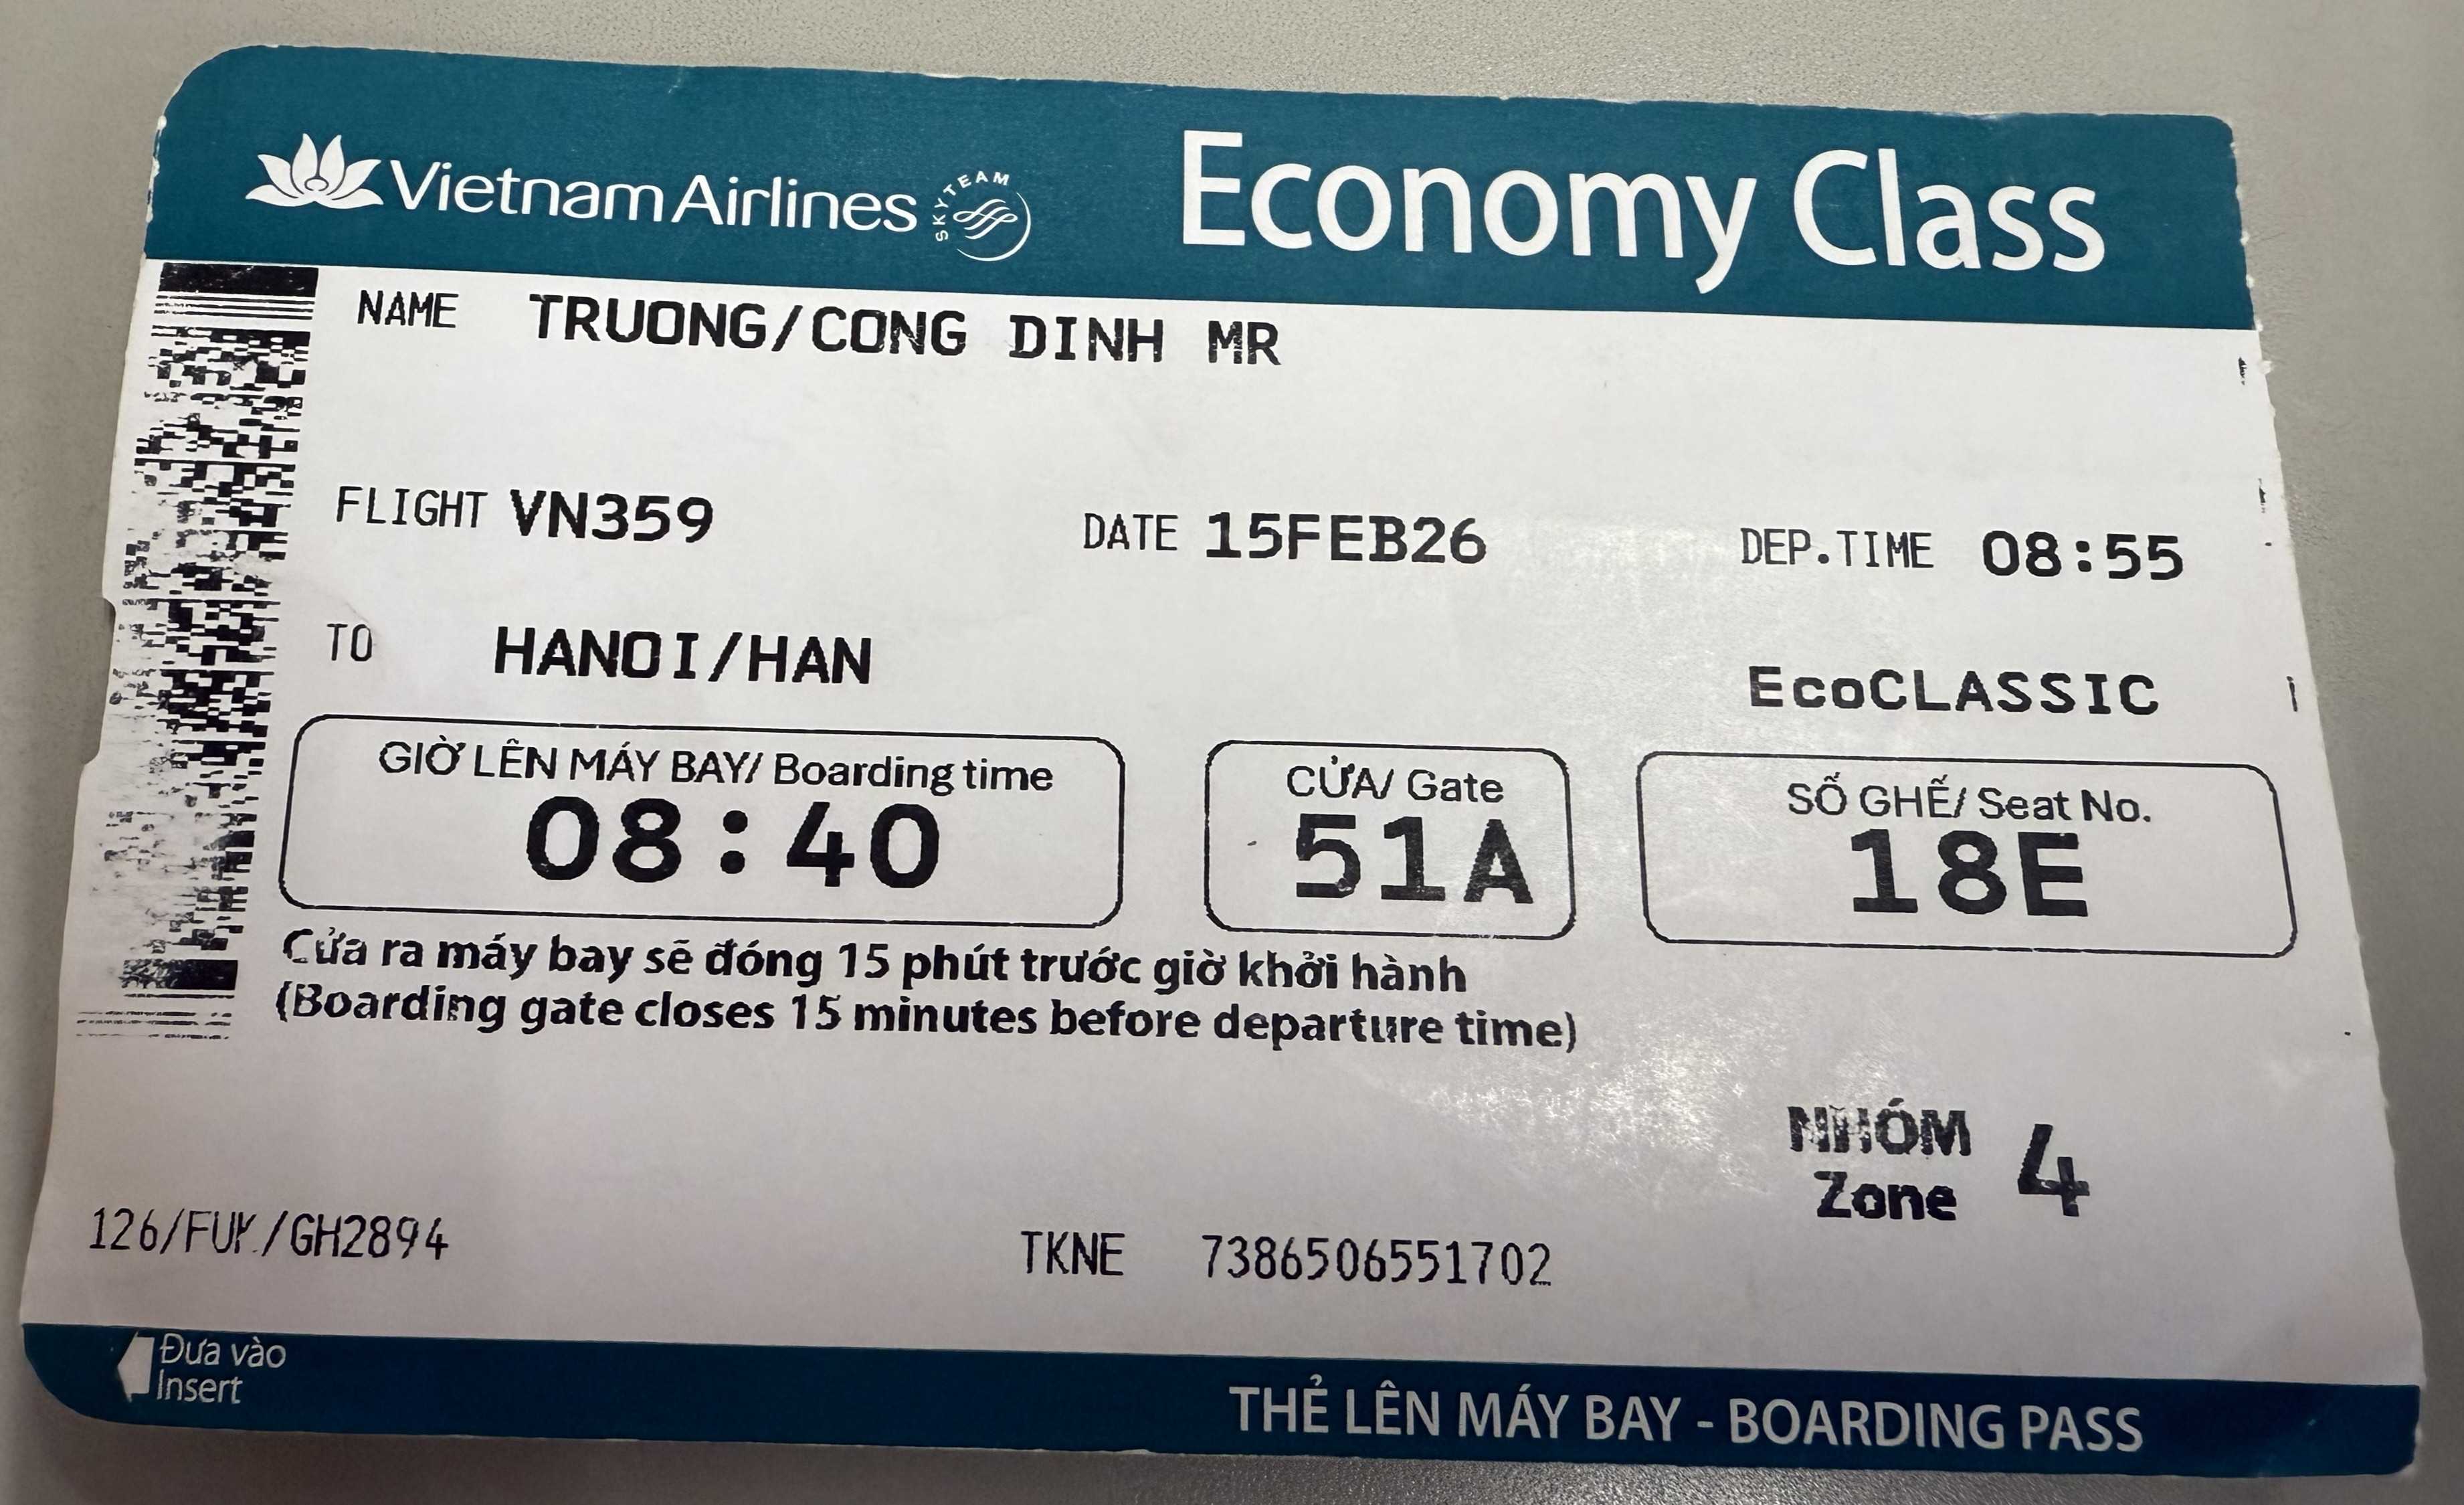 Vietnam Airlines SKYTEAM Economy Class
NAME TRUONG/CONG DINH MR
FLIGHT VN359 DATE 15FEB26 DEP.TIME 08:55
TO HANOI/HAN
EcoCLASSIC
GIỜ LÊN MÁY BAY/ Boarding time
08:40
CỬA/ Gate
51A
SỐ GHẾ/ Seat No.
18E
Cửa ra máy bay sẽ đóng 15 phút trước giờ khởi hành
(Boarding gate closes 15 minutes before departure time)
NHÓM
Zone 4
126/FUK/GH2894 TKNE 7386506551702
Đưa vào
Insert
THẺ LÊN MÁY BAY - BOARDING PASS